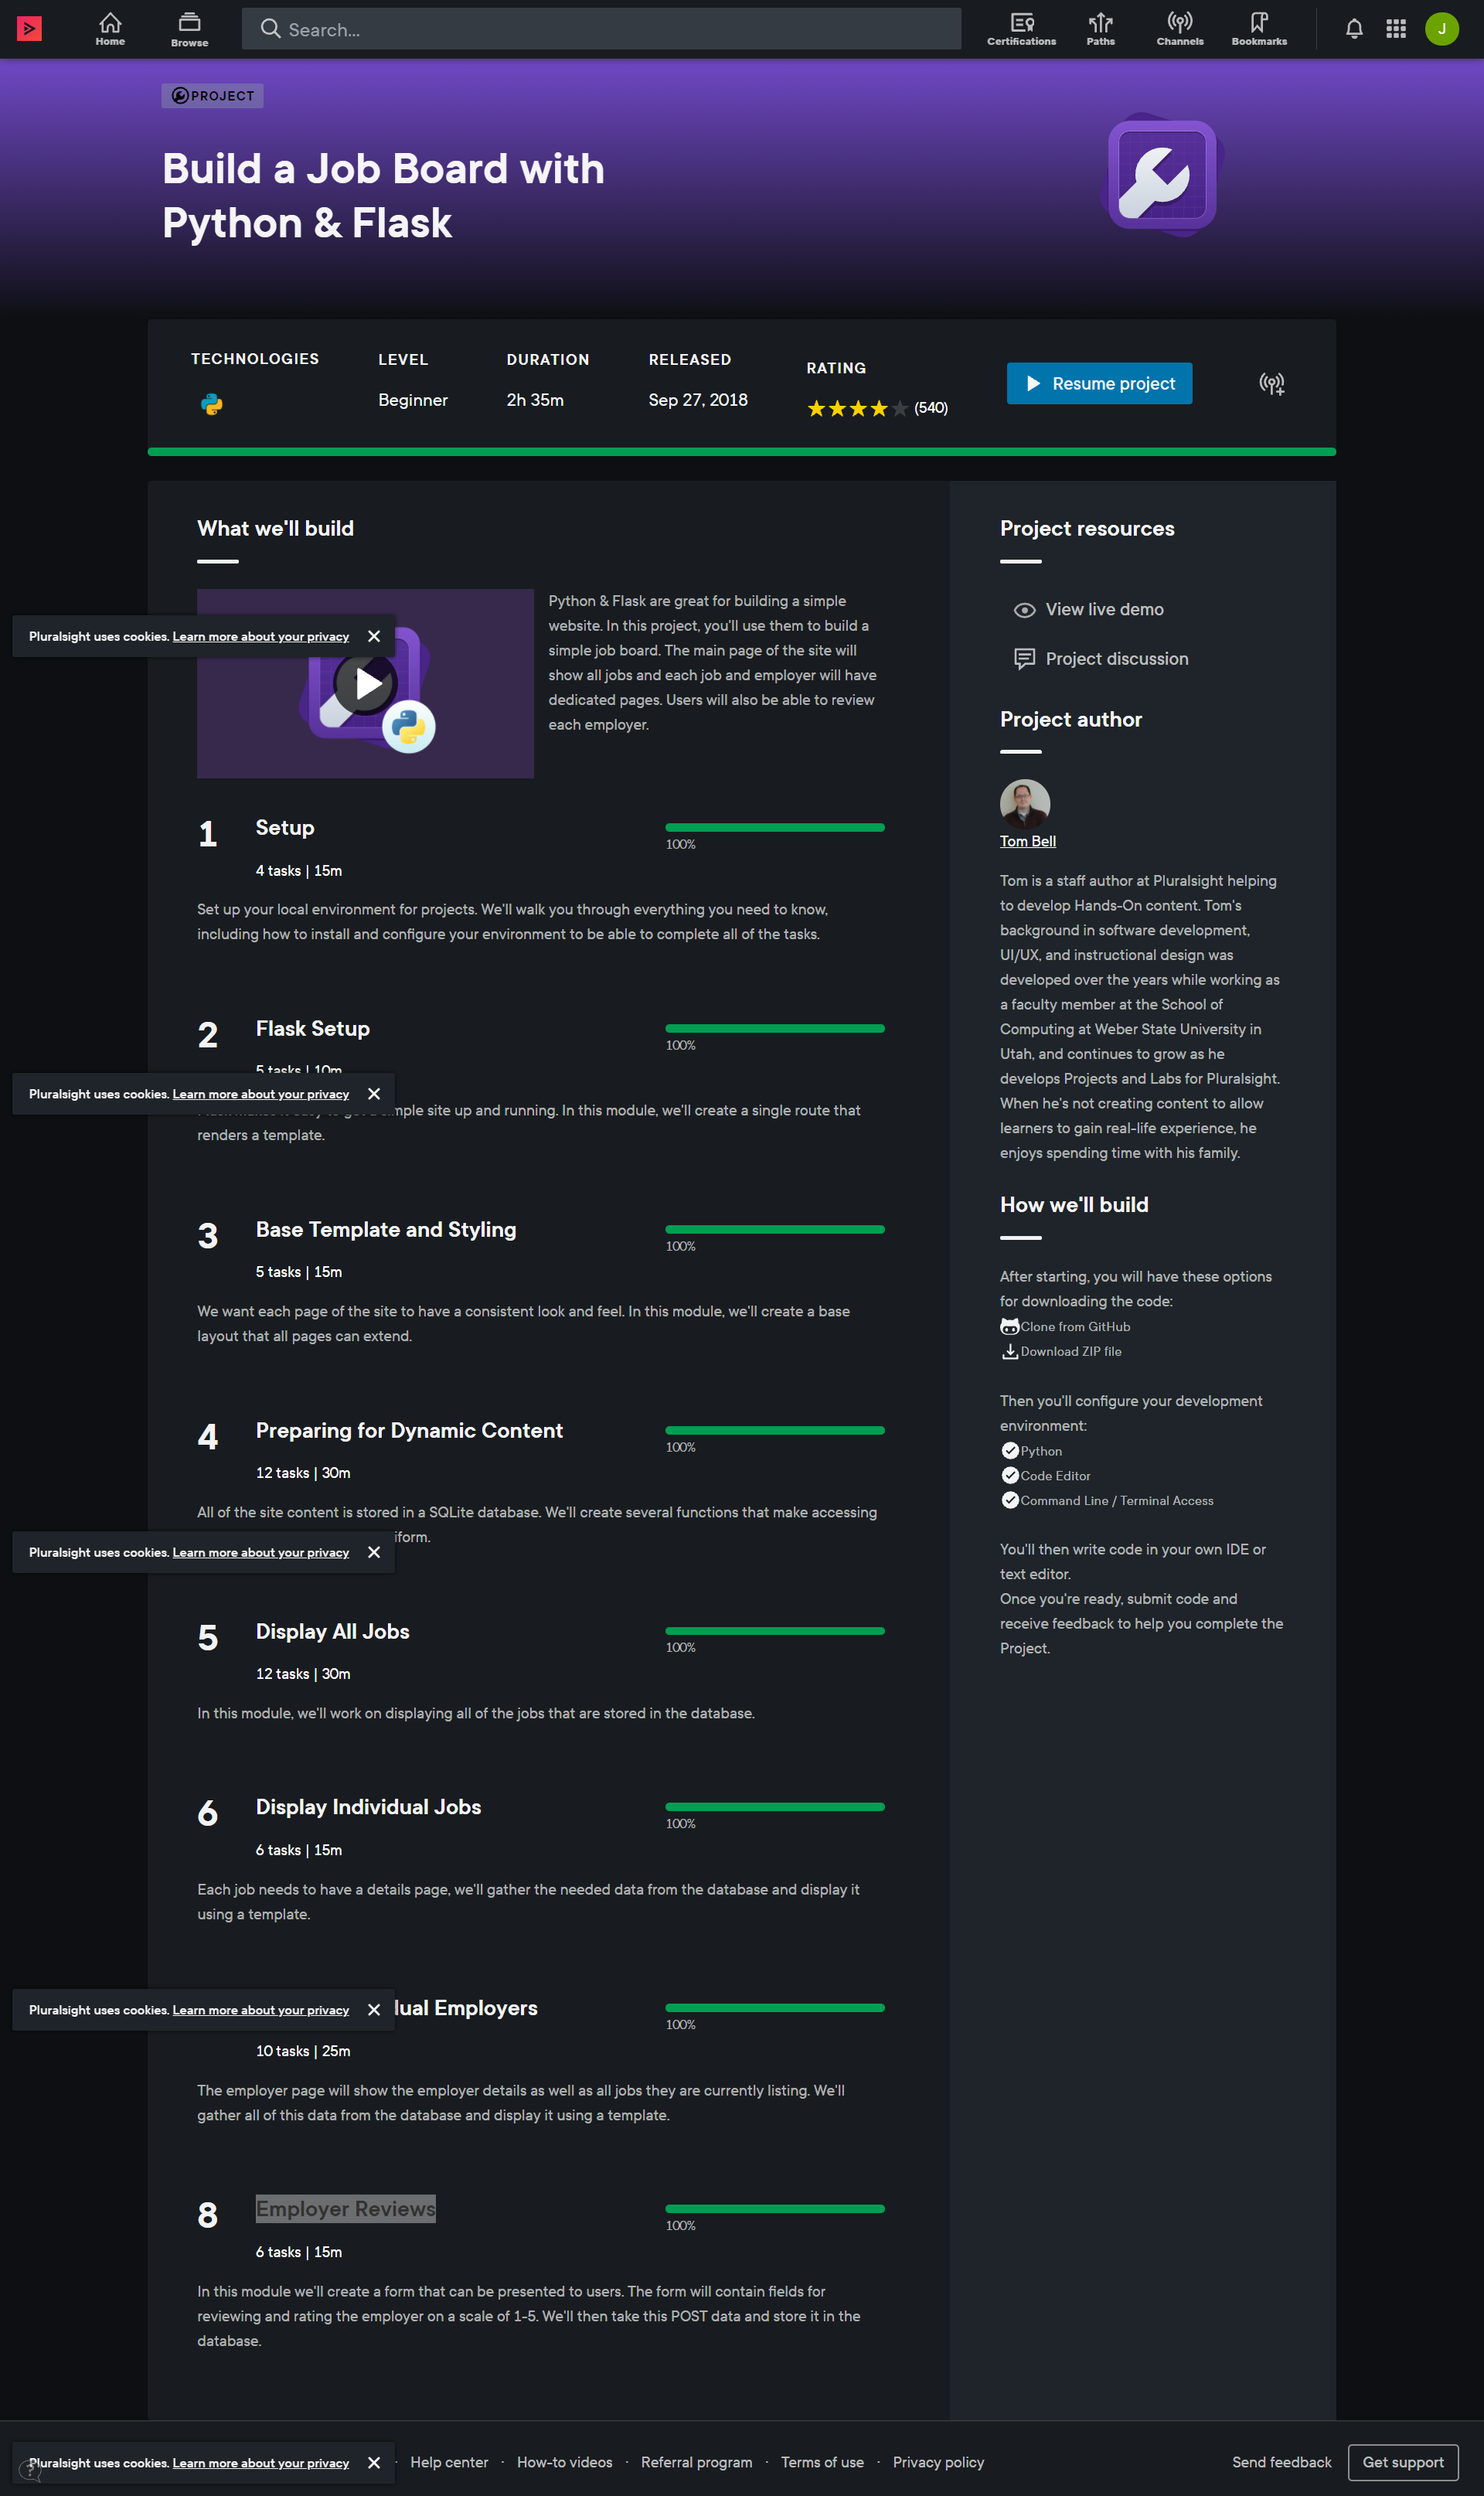 Home
Browse
Search...
Certifications
Paths
Channels
Bookmarks
J
PROJECT
Build a Job Board with
Python & Flask
TECHNOLOGIES
LEVEL
Beginner
DURATION
2h 35m
RELEASED
Sep 27, 2018
RATING
(540)
Resume project
What we'll build
Python & Flask are great for building a simple
website. In this project, you'll use them to build a
simple job board. The main page of the site will
show all jobs and each job and employer will have
dedicated pages. Users will also be able to review
each employer.
Pluralsight uses cookies. Learn more about your privacy
1
Setup
100%
4 tasks | 15m
Set up your local environment for projects. We'll walk you through everything you need to know,
including how to install and configure your environment to be able to complete all of the tasks.
2
Flask Setup
100%
5 tasks | 10m
Pluralsight uses cookies. Learn more about your privacy
simple site up and running. In this module, we'll create a single route that
renders a template.
3
Base Template and Styling
100%
5 tasks | 15m
We want each page of the site to have a consistent look and feel. In this module, we'll create a base
layout that all pages can extend.
4
Preparing for Dynamic Content
100%
12 tasks | 30m
All of the site content is stored in a SQLite database. We'll create several functions that make accessing
iform.
Pluralsight uses cookies. Learn more about your privacy
5
Display All Jobs
100%
12 tasks | 30m
In this module, we'll work on displaying all of the jobs that are stored in the database.
6
Display Individual Jobs
100%
6 tasks | 15m
Each job needs to have a details page, we'll gather the needed data from the database and display it
using a template.
Pluralsight uses cookies. Learn more about your privacy
dual Employers
100%
10 tasks | 25m
The employer page will show the employer details as well as all jobs they are currently listing. We'll
gather all of this data from the database and display it using a template.
8
Employer Reviews
100%
6 tasks | 15m
In this module we'll create a form that can be presented to users. The form will contain fields for
reviewing and rating the employer on a scale of 1-5. We'll then take this POST data and store it in the
database.
Project resources
View live demo
Project discussion
Project author
Tom Bell
Tom is a staff author at Pluralsight helping
to develop Hands-On content. Tom's
background in software development,
UI/UX, and instructional design was
developed over the years while working as
a faculty member at the School of
Computing at Weber State University in
Utah, and continues to grow as he
develops Projects and Labs for Pluralsight.
When he's not creating content to allow
learners to gain real-life experience, he
enjoys spending time with his family.
How we'll build
After starting, you will have these options
for downloading the code:
Clone from GitHub
Download ZIP file
Then you'll configure your development
environment:
Python
Code Editor
Command Line / Terminal Access
You'll then write code in your own IDE or
text editor.
Once you're ready, submit code and
receive feedback to help you complete the
Project.
Pluralsight uses cookies. Learn more about your privacy
· Help center · How-to videos · Referral program · Terms of use · Privacy policy
Send feedback
Get support